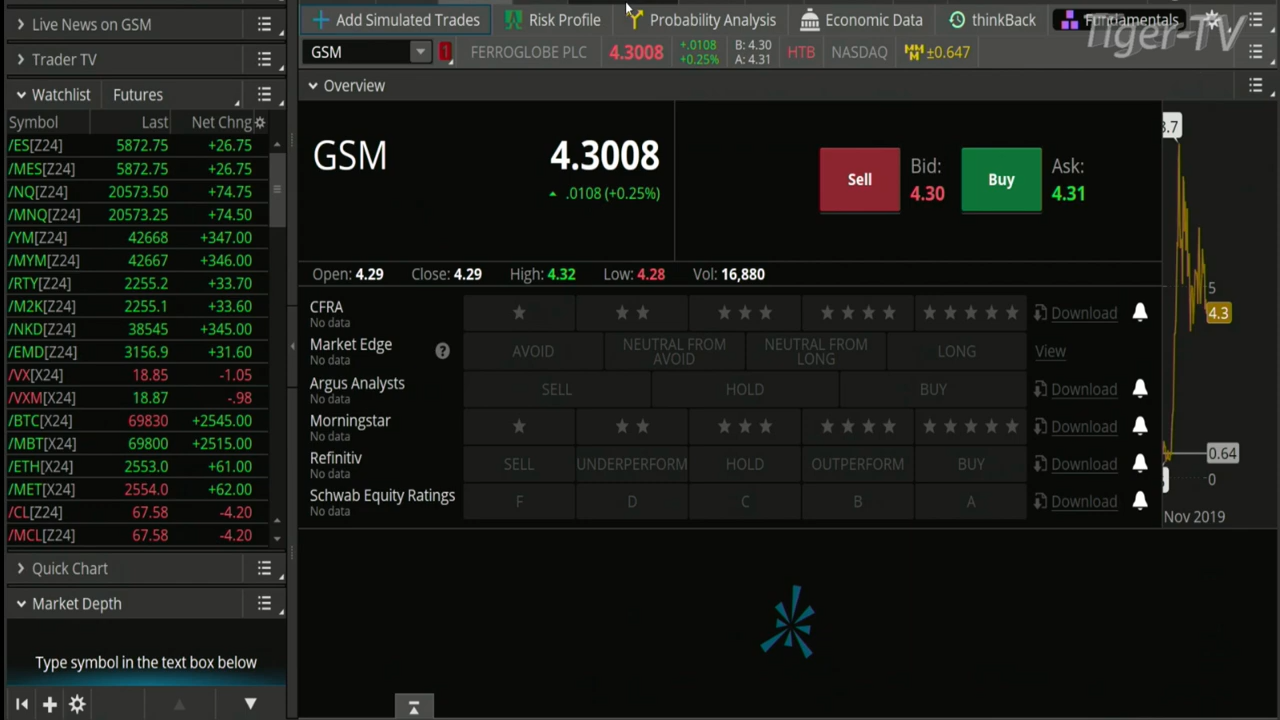 Live News on GSM
Add Simulated Trades
Risk Profile
Probability Analysis
Economic Data
thinkBack
Fundamentals
Tiger-TV
Trader TV
GSM
1
FERROGLOBE PLC
4.3008
+.0108
+0.25%
B: 4.30
A: 4.31
HTB
NASDAQ
±0.647
Watchlist
Futures
Overview
Symbol Last Net Chng
/ES[Z24] 5872.75 +26.75
/MES[Z24] 5872.75 +26.75
/NQ[Z24] 20573.50 +74.75
/MNQ[Z24] 20573.25 +74.50
/YM[Z24] 42668 +347.00
/MYM[Z24] 42667 +346.00
/RTY[Z24] 2255.2 +33.70
/M2K[Z24] 2255.1 +33.60
/NKD[Z24] 38545 +345.00
/EMD[Z24] 3156.9 +31.60
/VX[X24] 18.85 -1.05
/VXM[X24] 18.87 -.98
/BTC[X24] 69830 +2545.00
/MBT[X24] 69800 +2515.00
/ETH[X24] 2553.0 +61.00
/MET[X24] 2554.0 +62.00
/CL[Z24] 67.58 -4.20
/MCL[Z24] 67.58 -4.20
Quick Chart
Market Depth
Type symbol in the text box below
GSM
4.3008
.0108 (+0.25%)
Sell
Bid:
4.30
Buy
Ask:
4.31
Open: 4.29 Close: 4.29 High: 4.32 Low: 4.28 Vol: 16,880
CFRA
No data
Download
Market Edge
No data
?
AVOID
NEUTRAL FROM
AVOID
NEUTRAL FROM
LONG
LONG
View
Argus Analysts
No data
SELL HOLD BUY
Download
Morningstar
No data
Download
Refinitiv
No data
SELL UNDERPERFORM HOLD OUTPERFORM BUY
Download
Schwab Equity Ratings
No data
F D C B A
Download
5
4.3
0.64
0
Nov 2019